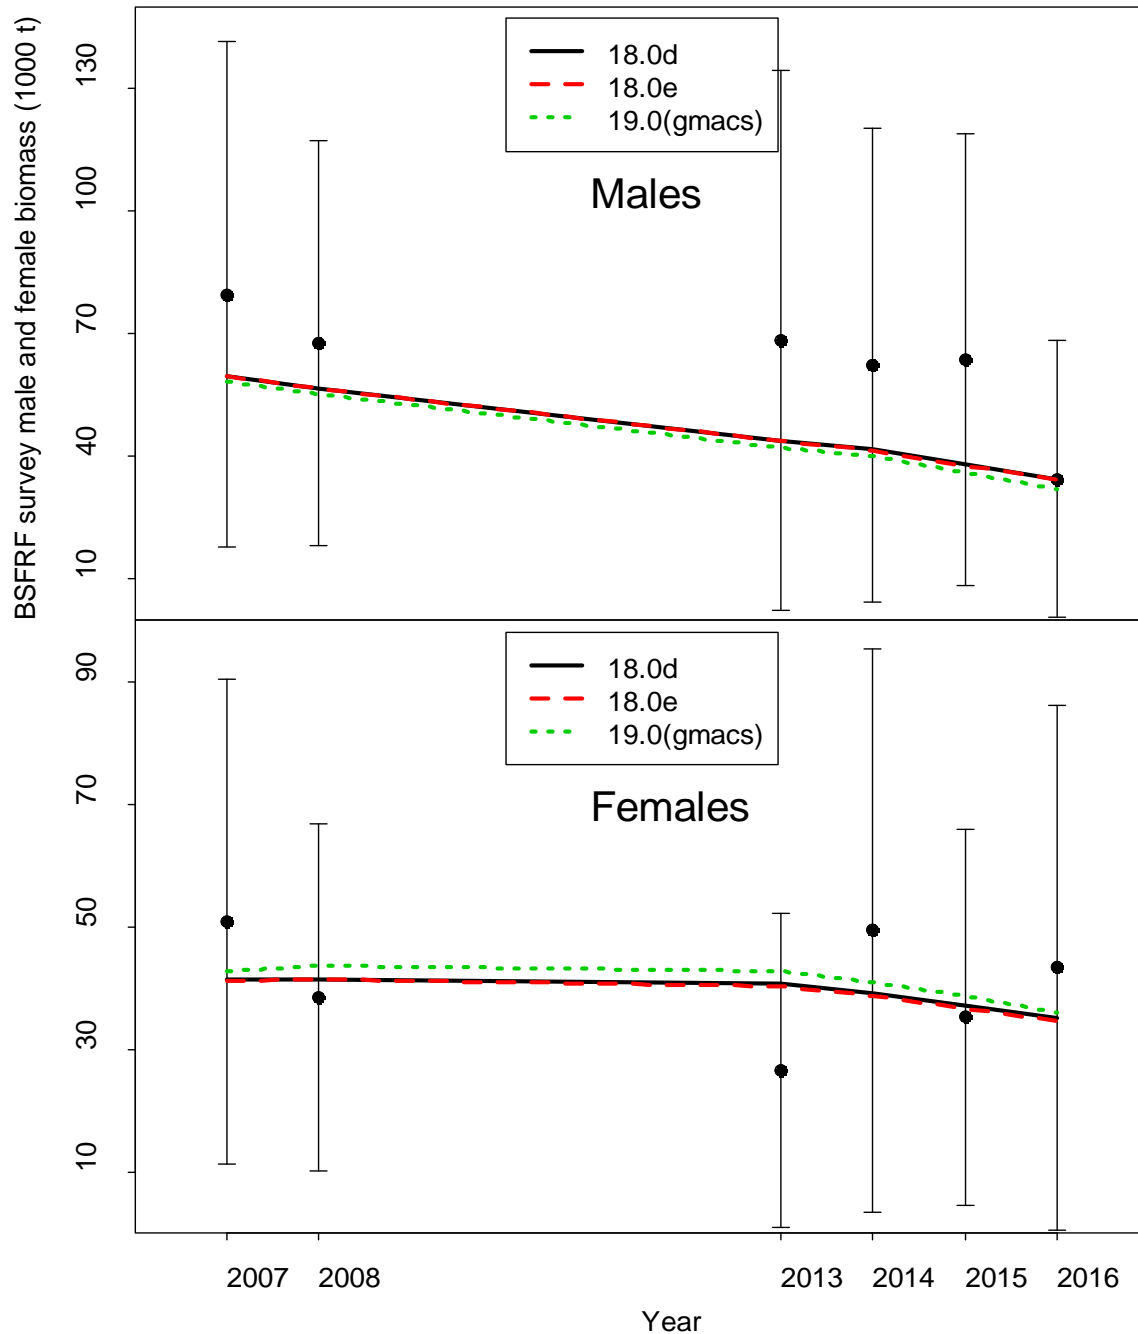 BSFRF survey male and female biomass (1000 t)
130
100
70
40
10
18.0d
18.0e
19.0(gmacs)
Males
90
70
50
30
10
18.0d
18.0e
19.0(gmacs)
Females
2007 2008 2013 2014 2015 2016
Year